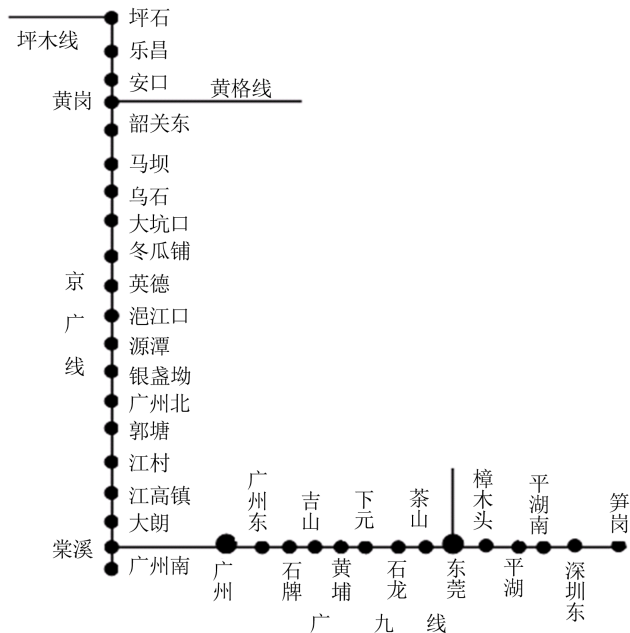 坪石
坪木线
乐昌
安口
黄格线
黄岗
韶关东
马坝
乌石
大坑口
冬瓜铺
英德
浥江口
源潭
银盏坳
广州北
郭塘
江村
江高镇
大朗
棠溪
广州南
京广线
广州
广州东
石牌
吉山
黄埔
下元
石龙
茶山
东莞
樟木头
平湖
平湖南
深圳东
笋岗
广九线